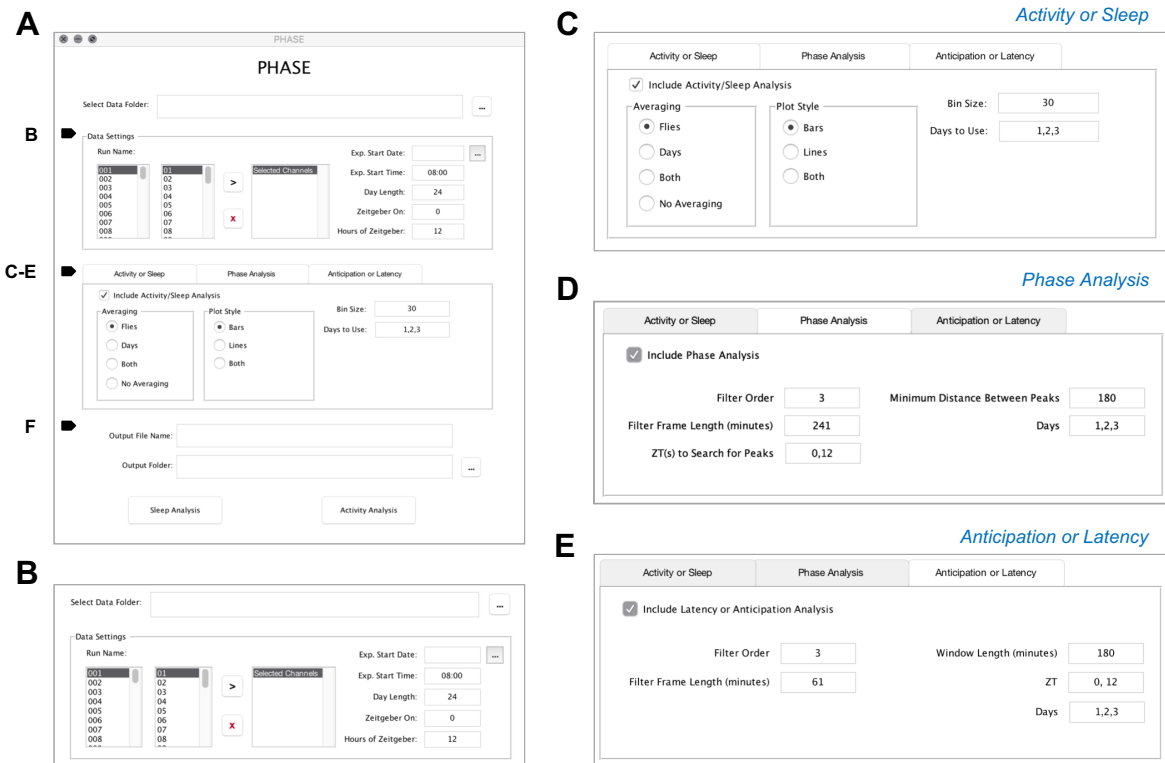 A
PHASE
PHASE
Select Data Folder:
...
B
Data Settings
Run Name:
001
002
003
004
005
006
007
008
01
02
03
04
05
06
07
08
>
x
Selected Channels
Exp. Start Date:
...
Exp. Start Time: 08:00
Day Length: 24
Zeitgeber On: 0
Hours of Zeitgeber: 12
C-E
Activity or Sleep Phase Analysis Anticipation or Latency
Include Activity/Sleep Analysis
Averaging
Flies
Days
Both
No Averaging
Plot Style
Bars
Lines
Both
Bin Size: 30
Days to Use: 1,2,3
F
Output File Name:
Output Folder:
...
Sleep Analysis Activity Analysis
B
Select Data Folder:
...
Data Settings
Run Name:
001
002
003
004
005
006
007
008
01
02
03
04
05
06
07
08
>
x
Selected Channels
Exp. Start Date:
...
Exp. Start Time: 08:00
Day Length: 24
Zeitgeber On: 0
Hours of Zeitgeber: 12
C
Activity or Sleep
Activity or Sleep Phase Analysis Anticipation or Latency
Include Activity/Sleep Analysis
Averaging
Flies
Days
Both
No Averaging
Plot Style
Bars
Lines
Both
Bin Size: 30
Days to Use: 1,2,3
D
Phase Analysis
Activity or Sleep Phase Analysis Anticipation or Latency
Include Phase Analysis
Filter Order 3
Filter Frame Length (minutes) 241
ZT(s) to Search for Peaks 0,12
Minimum Distance Between Peaks 180
Days 1,2,3
E
Anticipation or Latency
Activity or Sleep Phase Analysis Anticipation or Latency
Include Latency or Anticipation Analysis
Filter Order 3
Filter Frame Length (minutes) 61
Window Length (minutes) 180
ZT 0, 12
Days 1,2,3